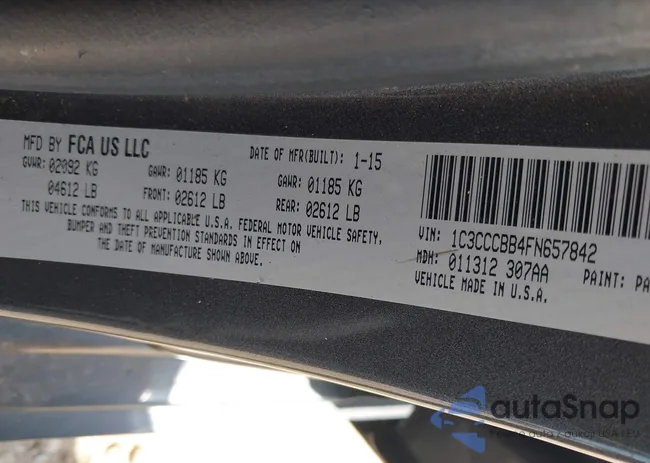 MFD BY FCA US LLC
DATE OF MFR(BUILT): 1-15
GVWR: 02092 KG GAWR: 01185 KG GAWR: 01185 KG
04612 LB FRONT: 02612 LB REAR: 02612 LB
THIS VEHICLE CONFORMS TO ALL APPLICABLE U.S.A. FEDERAL MOTOR VEHICLE SAFETY,
BUMPER AND THEFT PREVENTION STANDARDS IN EFFECT ON
THE DATE OF MANUFACTURE SHOWN ABOVE.
VIN: 1C3CCCBB4FN657842
MDH: 011312 307AA PAINT: PA
VEHICLE MADE IN U.S.A.
autaSnap